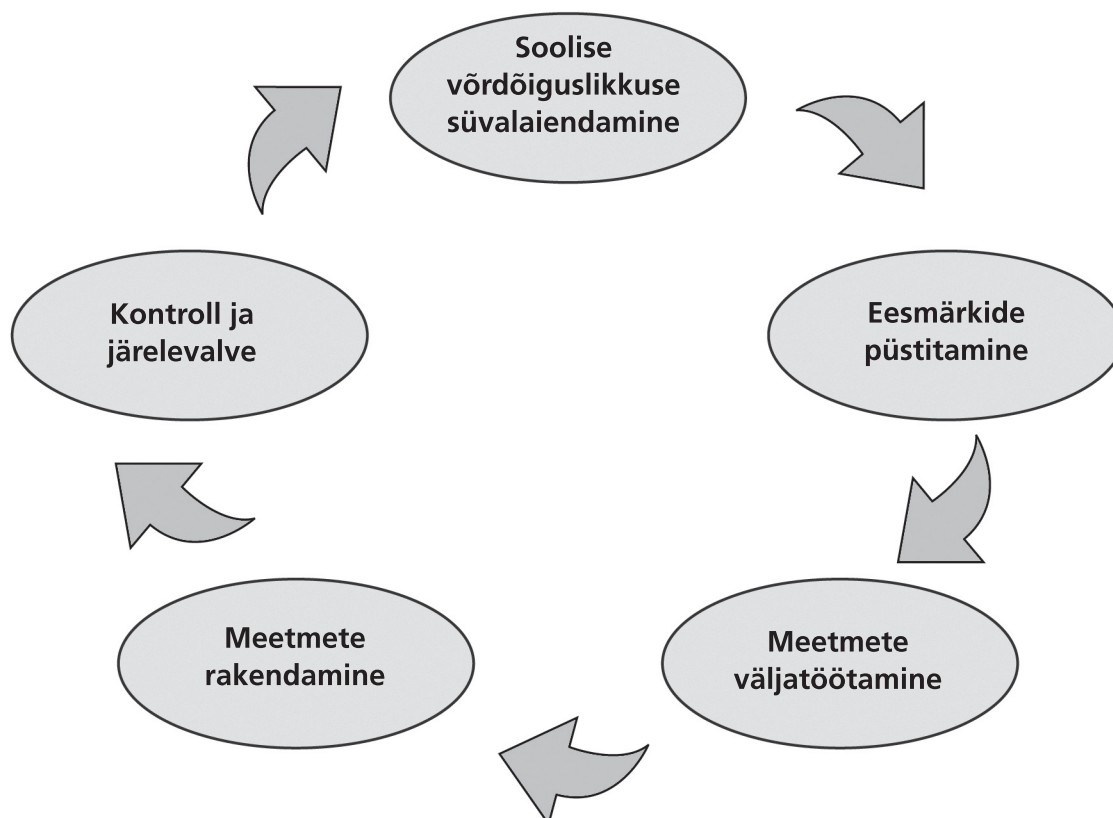 Soolise
võrdõiguslikkuse
süvalaiendamine
Eesmärkide
püstitamine
Meetmete
väljatöötamine
Meetmete
rakendamine
Kontroll ja
järelevalve